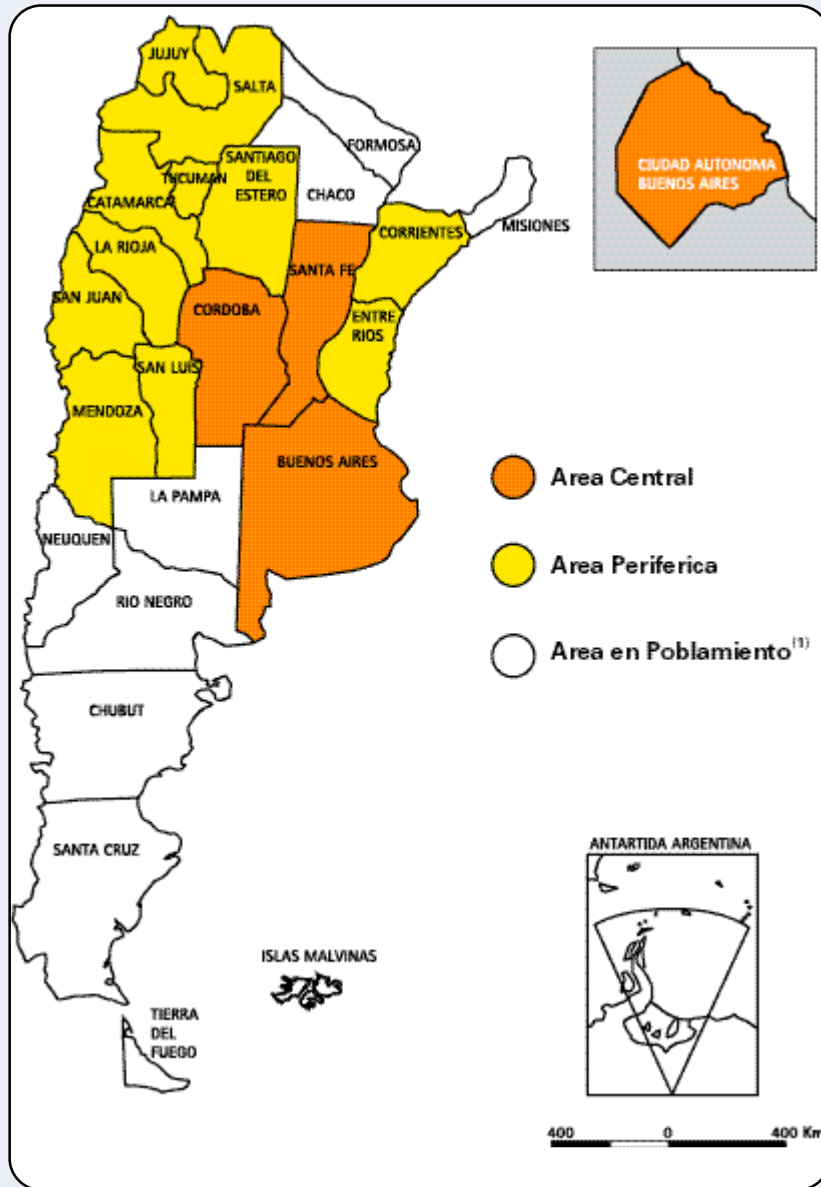 JUJUY
SALTA
FORMOSA
SANTIAGO
DEL
ESTERO
TUCUMAN
CHACO
CATAMARCA
MISIONES
CORRIENTES
LA RIOJA
SANTA FE
SAN JUAN
CORDOBA
ENTRE
RIOS
SAN LUIS
MENDOZA
BUENOS AIRES
LA PAMPA
NEUQUEN
RIO NEGRO
CHUBUT
SANTA CRUZ
ISLAS MALVINAS
TIERRA
DEL
FUEGO
CIUDAD AUTONOMA
BUENOS AIRES
Area Central
Area Periferica
Area en Poblamiento(1)
ANTARTIDA ARGENTINA
400 0 400 Km